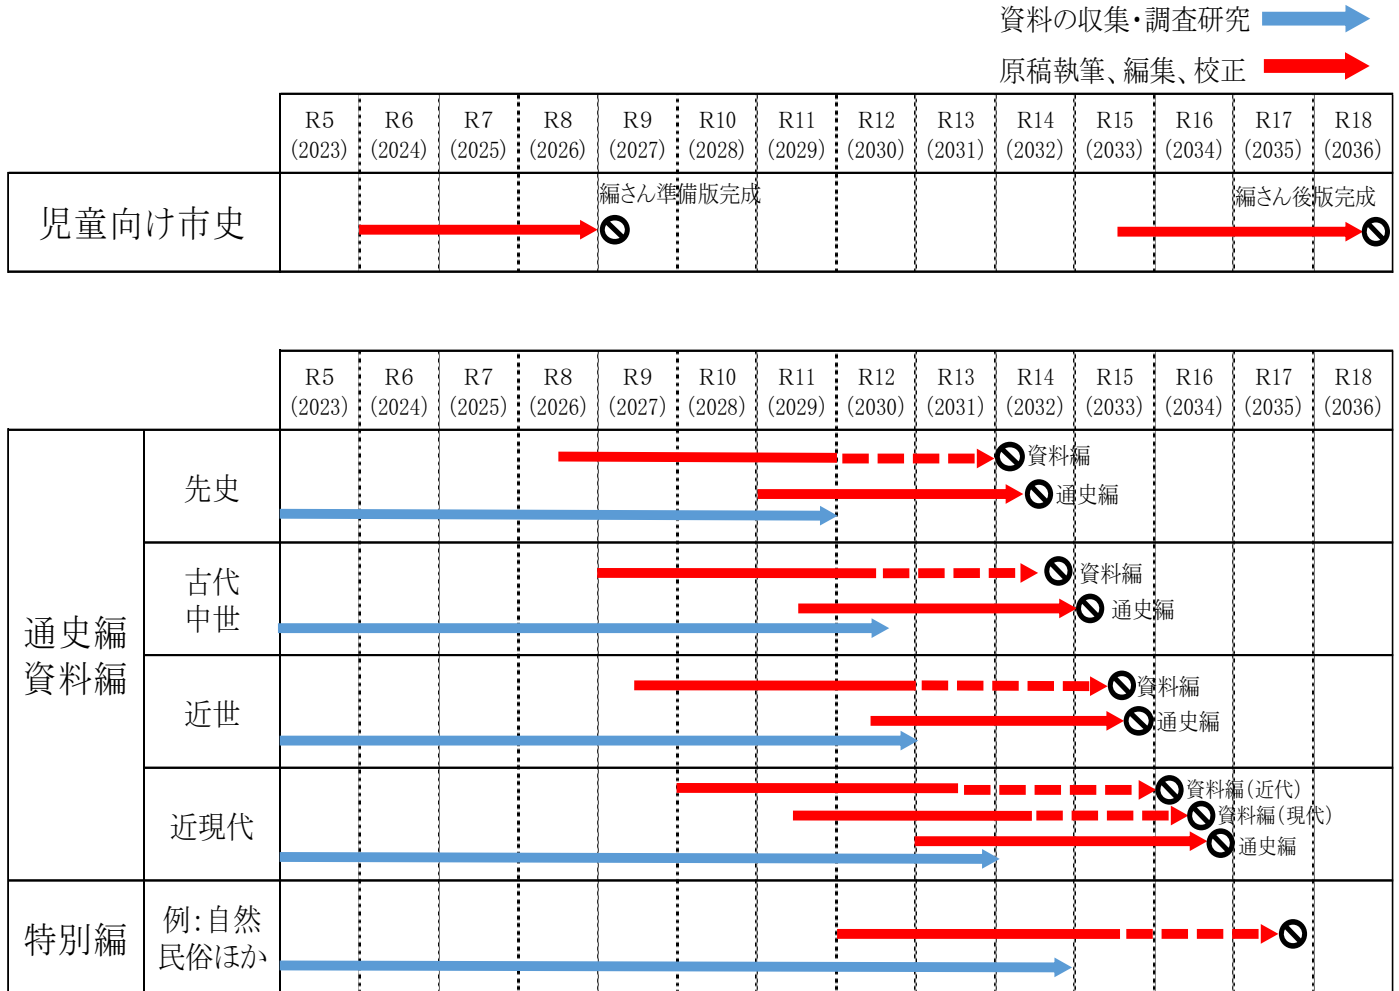 資料の収集・調査研究
原稿執筆、編集、校正
R5 R6 R7 R8 R9 R10 R11 R12 R13 R14 R15 R16 R17 R18
(2023) (2024) (2025) (2026) (2027) (2028) (2029) (2030) (2031) (2032) (2033) (2034) (2035) (2036)
児童向け市史
編さん準備版完成
編さん後版完成
R5 R6 R7 R8 R9 R10 R11 R12 R13 R14 R15 R16 R17 R18
(2023) (2024) (2025) (2026) (2027) (2028) (2029) (2030) (2031) (2032) (2033) (2034) (2035) (2036)
通史編
資料編
先史
資料編
通史編
古代
中世
資料編
通史編
近世
資料編
通史編
近現代
資料編(近代)
資料編(現代)
通史編
特別編
例:自然
民俗ほか